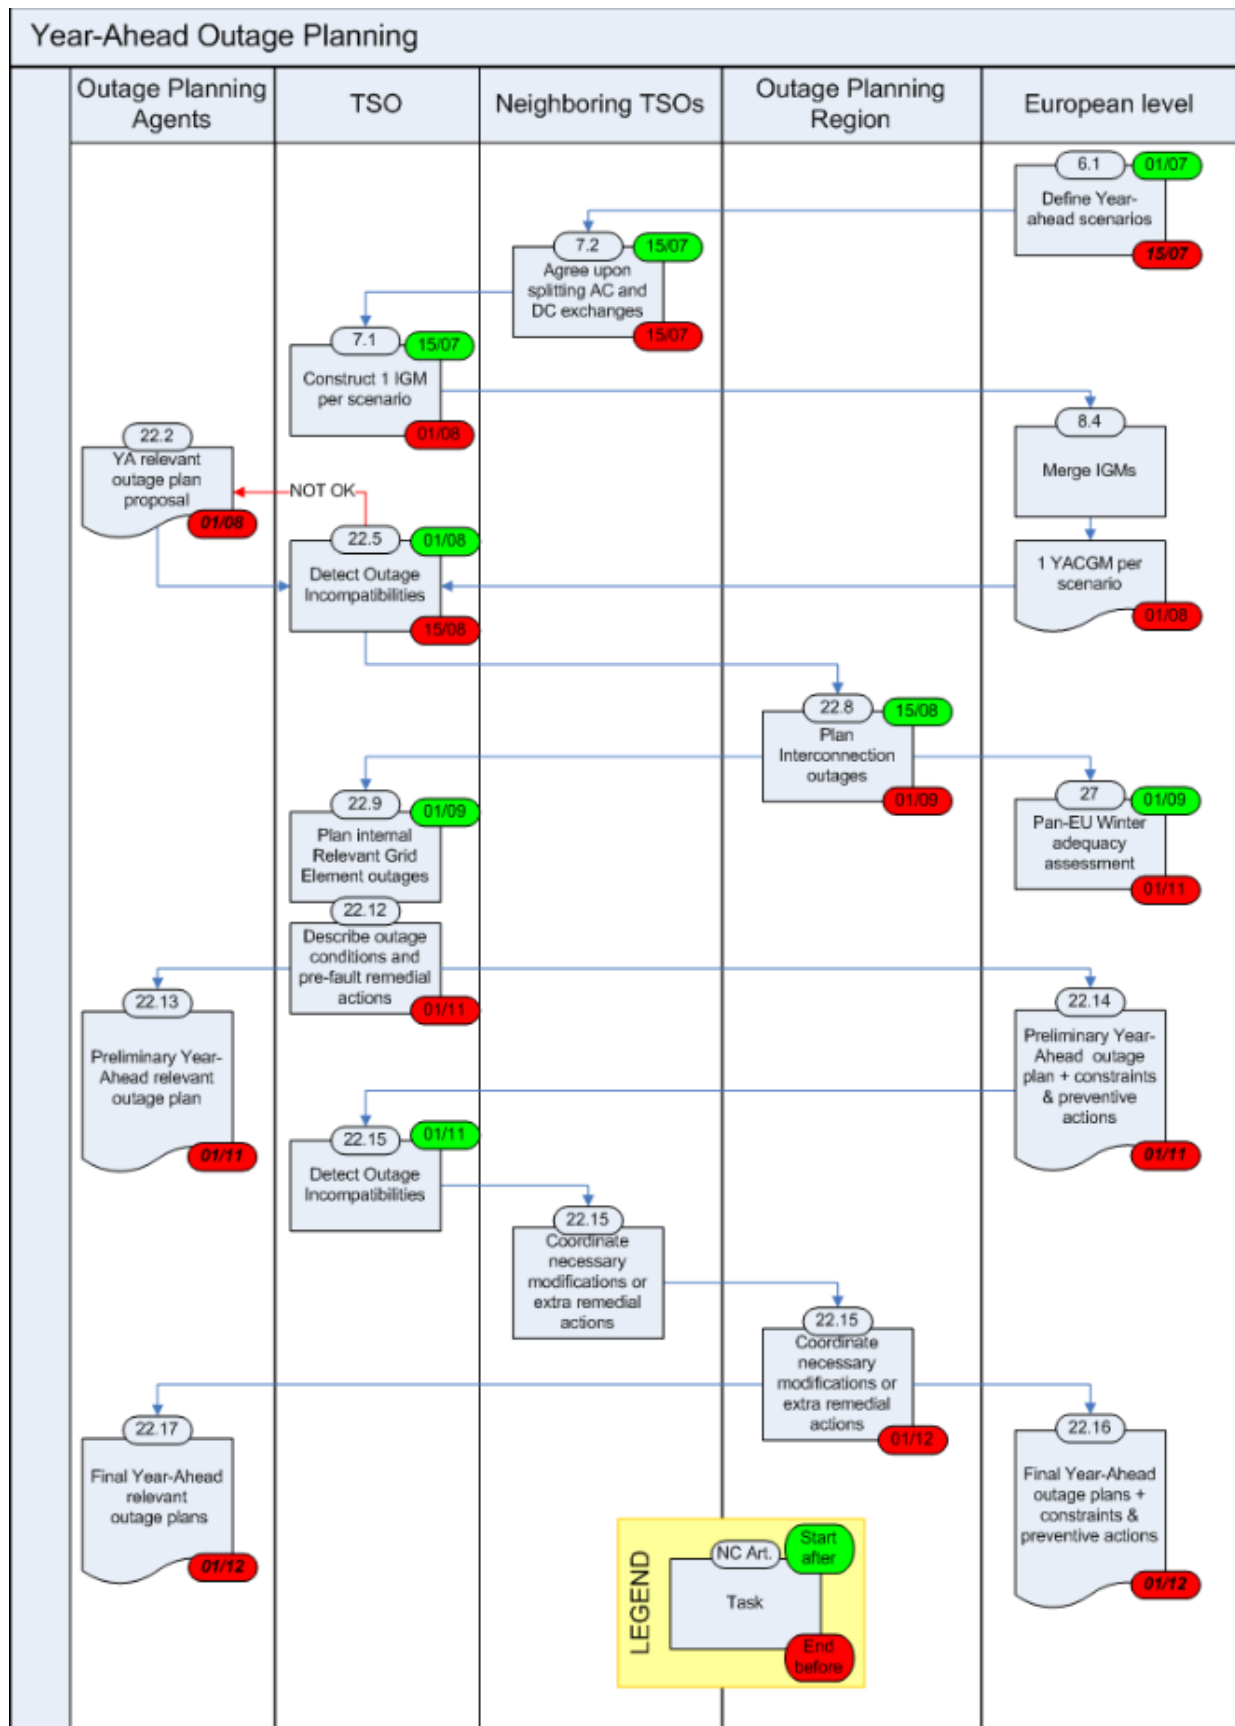 Year-Ahead Outage Planning
Outage Planning
Agents
TSO
Neighboring TSOs
Outage Planning
Region
European level
6.1
01/07
Define Year-
ahead scenarios
15/07
7.2
15/07
Agree upon
splitting AC and
DC exchanges
15/07
7.1
15/07
Construct 1 IGM
per scenario
01/08
8.4
Merge IGMs
22.2
YA relevant
outage plan
proposal
01/08
NOT OK
22.5
01/08
Detect Outage
Incompatibilities
15/08
1 YACGM per
scenario
01/08
22.8
15/08
Plan
Interconnection
outages
01/09
22.9
01/09
Plan internal
Relevant Grid
Element outages
27
01/09
Pan-EU Winter
adequacy
assessment
01/11
22.12
Describe outage
conditions and
pre-fault remedial
actions
01/11
22.13
Preliminary Year-
Ahead relevant
outage plan
01/11
22.14
Preliminary Year-
Ahead outage
plan + constraints
& preventive
actions
01/11
22.15
01/11
Detect Outage
Incompatibilities
22.15
Coordinate
necessary
modifications or
extra remedial
actions
22.15
Coordinate
necessary
modifications or
extra remedial
actions
01/12
22.17
Final Year-Ahead
relevant
outage plans
01/12
22.16
Final Year-Ahead
outage plans +
constraints &
preventive actions
01/12
LEGEND
NC Art.
Start
after
Task
End
before